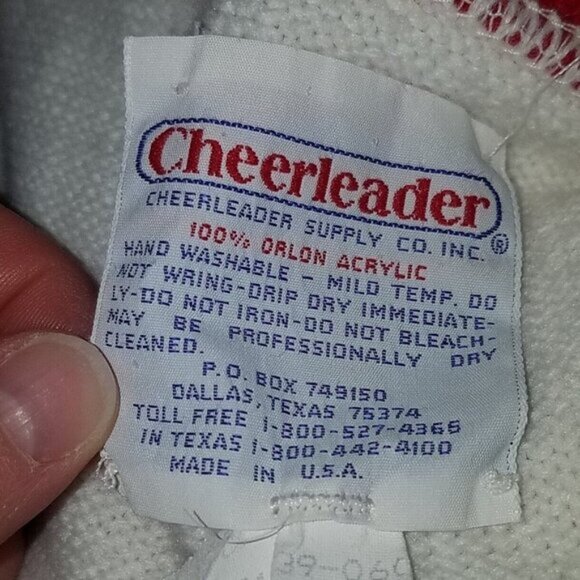 Cheerleader®
CHEERLEADER SUPPLY CO. INC.
100% ORLON ACRYLIC
HAND WASHABLE – MILD TEMP. DO
NOT WRING-DRIP DRY IMMEDIATE-
LY-DO NOT IRON-DO NOT BLEACH-
MAY BE PROFESSIONALLY DRY
CLEANED.
P.O. BOX 749150
DALLAS, TEXAS 75374
TOLL FREE 1-800-527-4366
IN TEXAS 1-800-442-4100
MADE IN U.S.A.